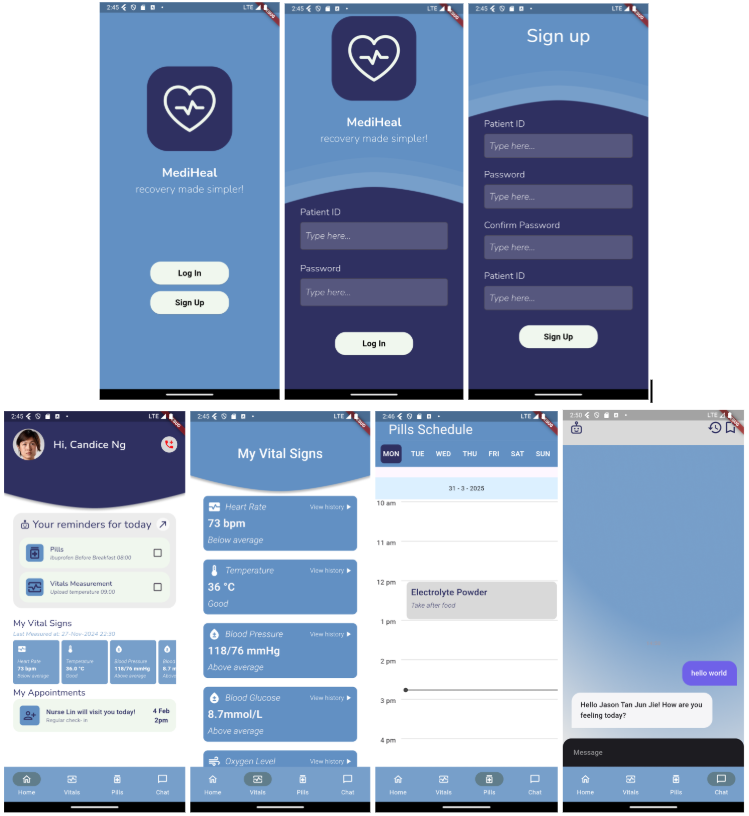 2:45
LTE
MediHeal
recovery made simpler!
Log In
Sign Up
2:45
LTE
MediHeal
recovery made simpler!
Patient ID
Type here...
Password
Type here...
Log In
2:45
LTE
Sign up
Patient ID
Type here...
Password
Type here...
Confirm Password
Type here...
Patient ID
Type here...
Sign Up
2:45
LTE
Hi, Candice Ng
Your reminders for today
Pills
Ibuprofen Before Breakfast 08:00
Vitals Measurement
Upload temperature 09:30
My Vital Signs
Last Measured at: 27-Nov-2024 22:30
Heart Rate
73 bpm
Below average
Temperature
36.0 °C
Good
Blood Pressure
118/76 mmHg
Above average
Blood
8.7 m
Above
My Appointments
Nurse Lin will visit you today!
Regular check- in
4 Feb
2pm
Home
Vitals
Pills
Chat
2:45
LTE
My Vital Signs
Heart Rate
View history
73 bpm
Below average
Temperature
View history
36 °C
Good
Blood Pressure
View history
118/76 mmHg
Above average
Blood Glucose
View history
8.7mmol/L
Above average
Oxygen Level
View history
Home
Vitals
Pills
Chat
2:46
LTE
Pills Schedule
MON TUE WED THU FRI SAT SUN
31 - 3 - 2025
10 am
11 am
12 pm
Electrolyte Powder
Take after food
1 pm
2 pm
3 pm
4 pm
Home
Vitals
Pills
Chat
2:50
LTE
hello world
Hello Jason Tan Jun Jie! How are you
feeling today?
Message
Home
Vitals
Pills
Chat